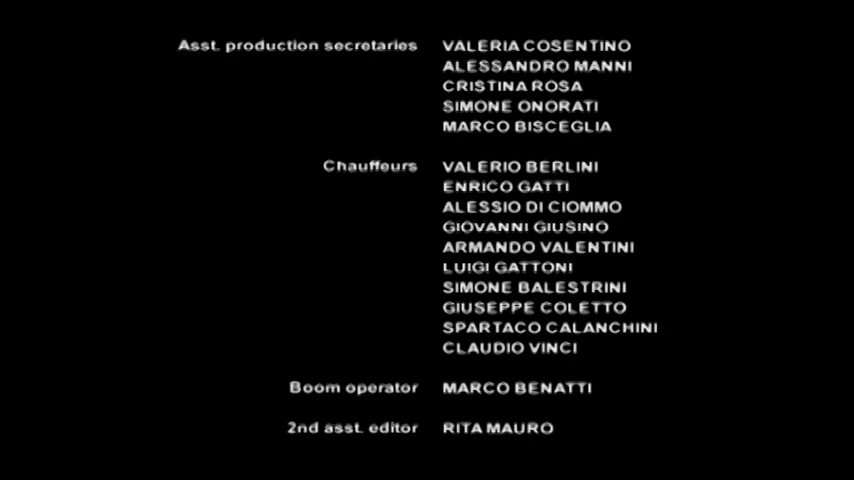 Asst. production secretaries VALERIA COSENTINO
ALESSANDRO MANNI
CRISTINA ROSA
SIMONE ONORATI
MARCO BISCEGLIA
Chauffeurs VALERIO BERLINI
ENRICO GATTI
ALESSIO DI CIOMMO
GIOVANNI GIUSINO
ARMANDO VALENTINI
LUIGI GATTONI
SIMONE BALESTRINI
GIUSEPPE COLETTO
SPARTACO CALANCHINI
CLAUDIO VINCI
Boom operator MARCO BENATTI
2nd asst. editor RITA MAURO